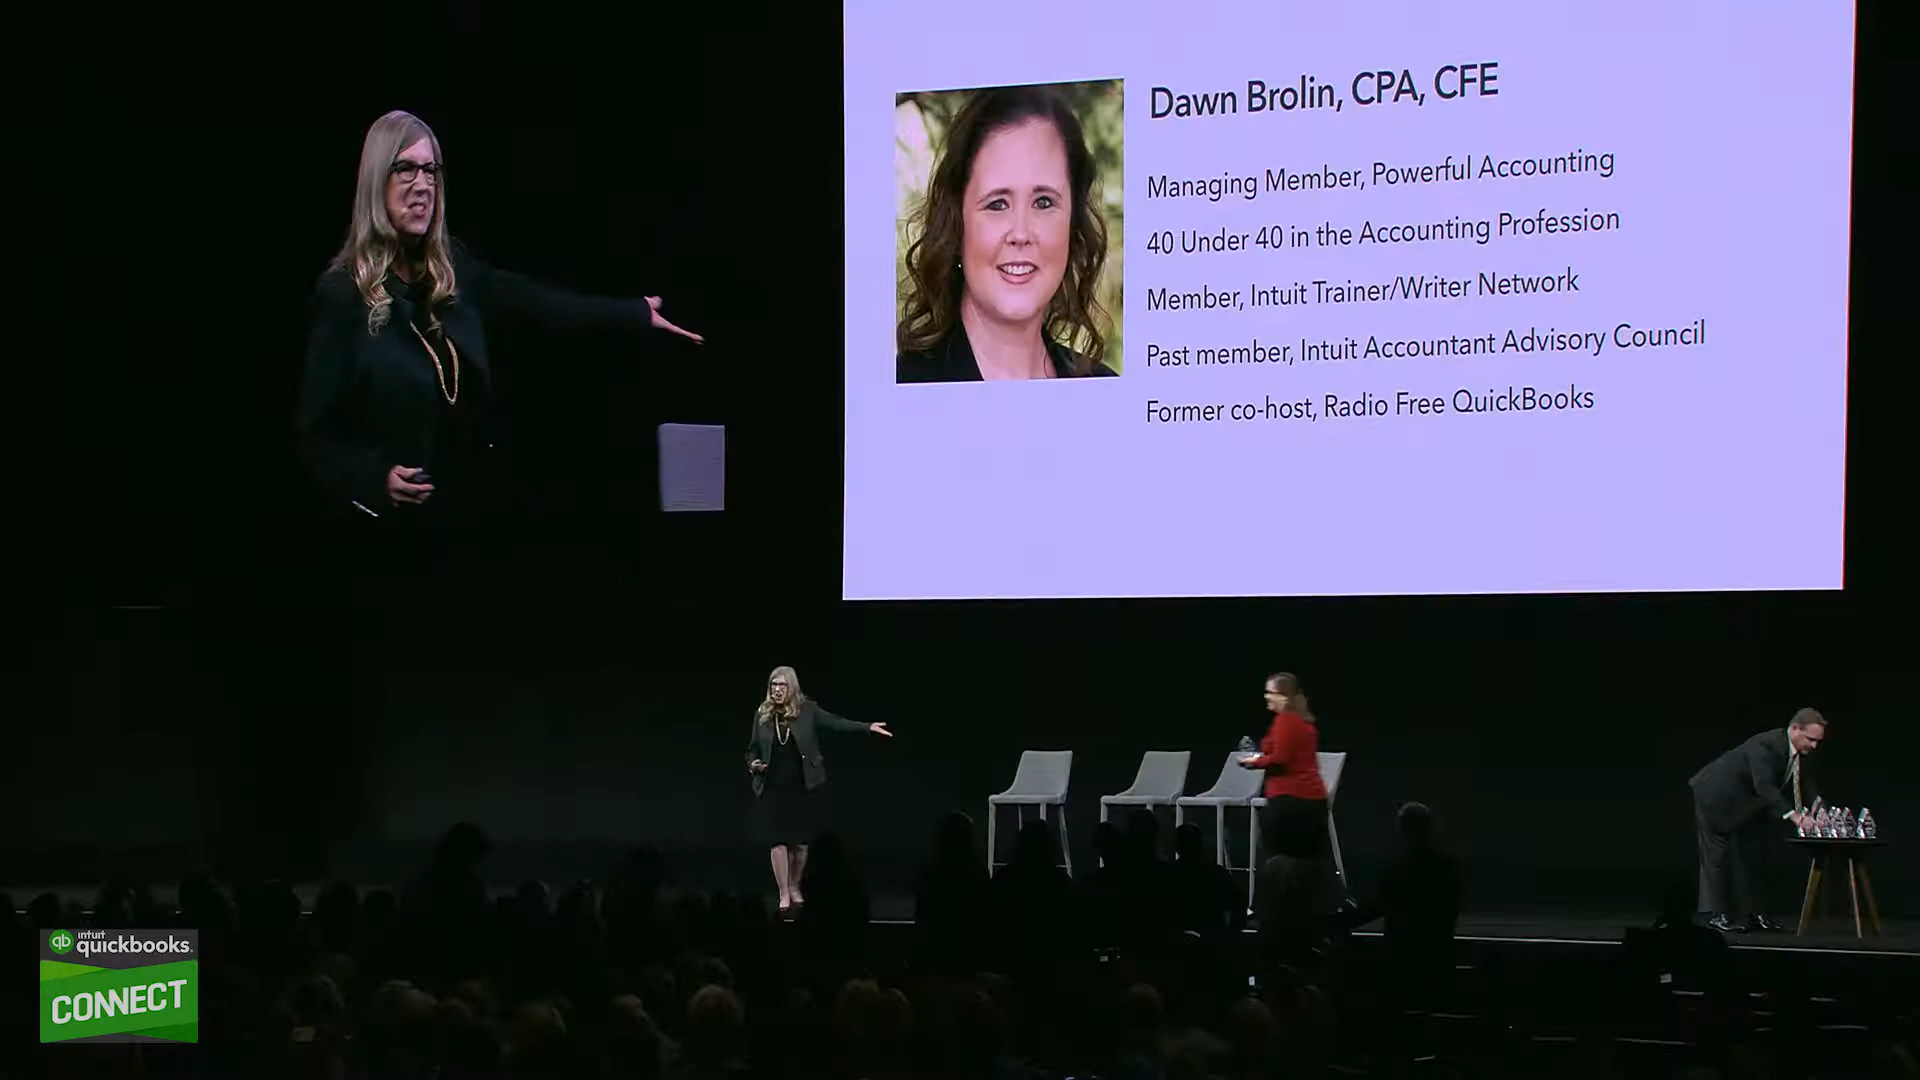 Dawn Brolin, CPA, CFE
Managing Member, Powerful Accounting
40 Under 40 in the Accounting Profession
Member, Intuit Trainer/Writer Network
Past member, Intuit Accountant Advisory Council
Former co-host, Radio Free QuickBooks
qb intuit
quickbooks.
CONNECT